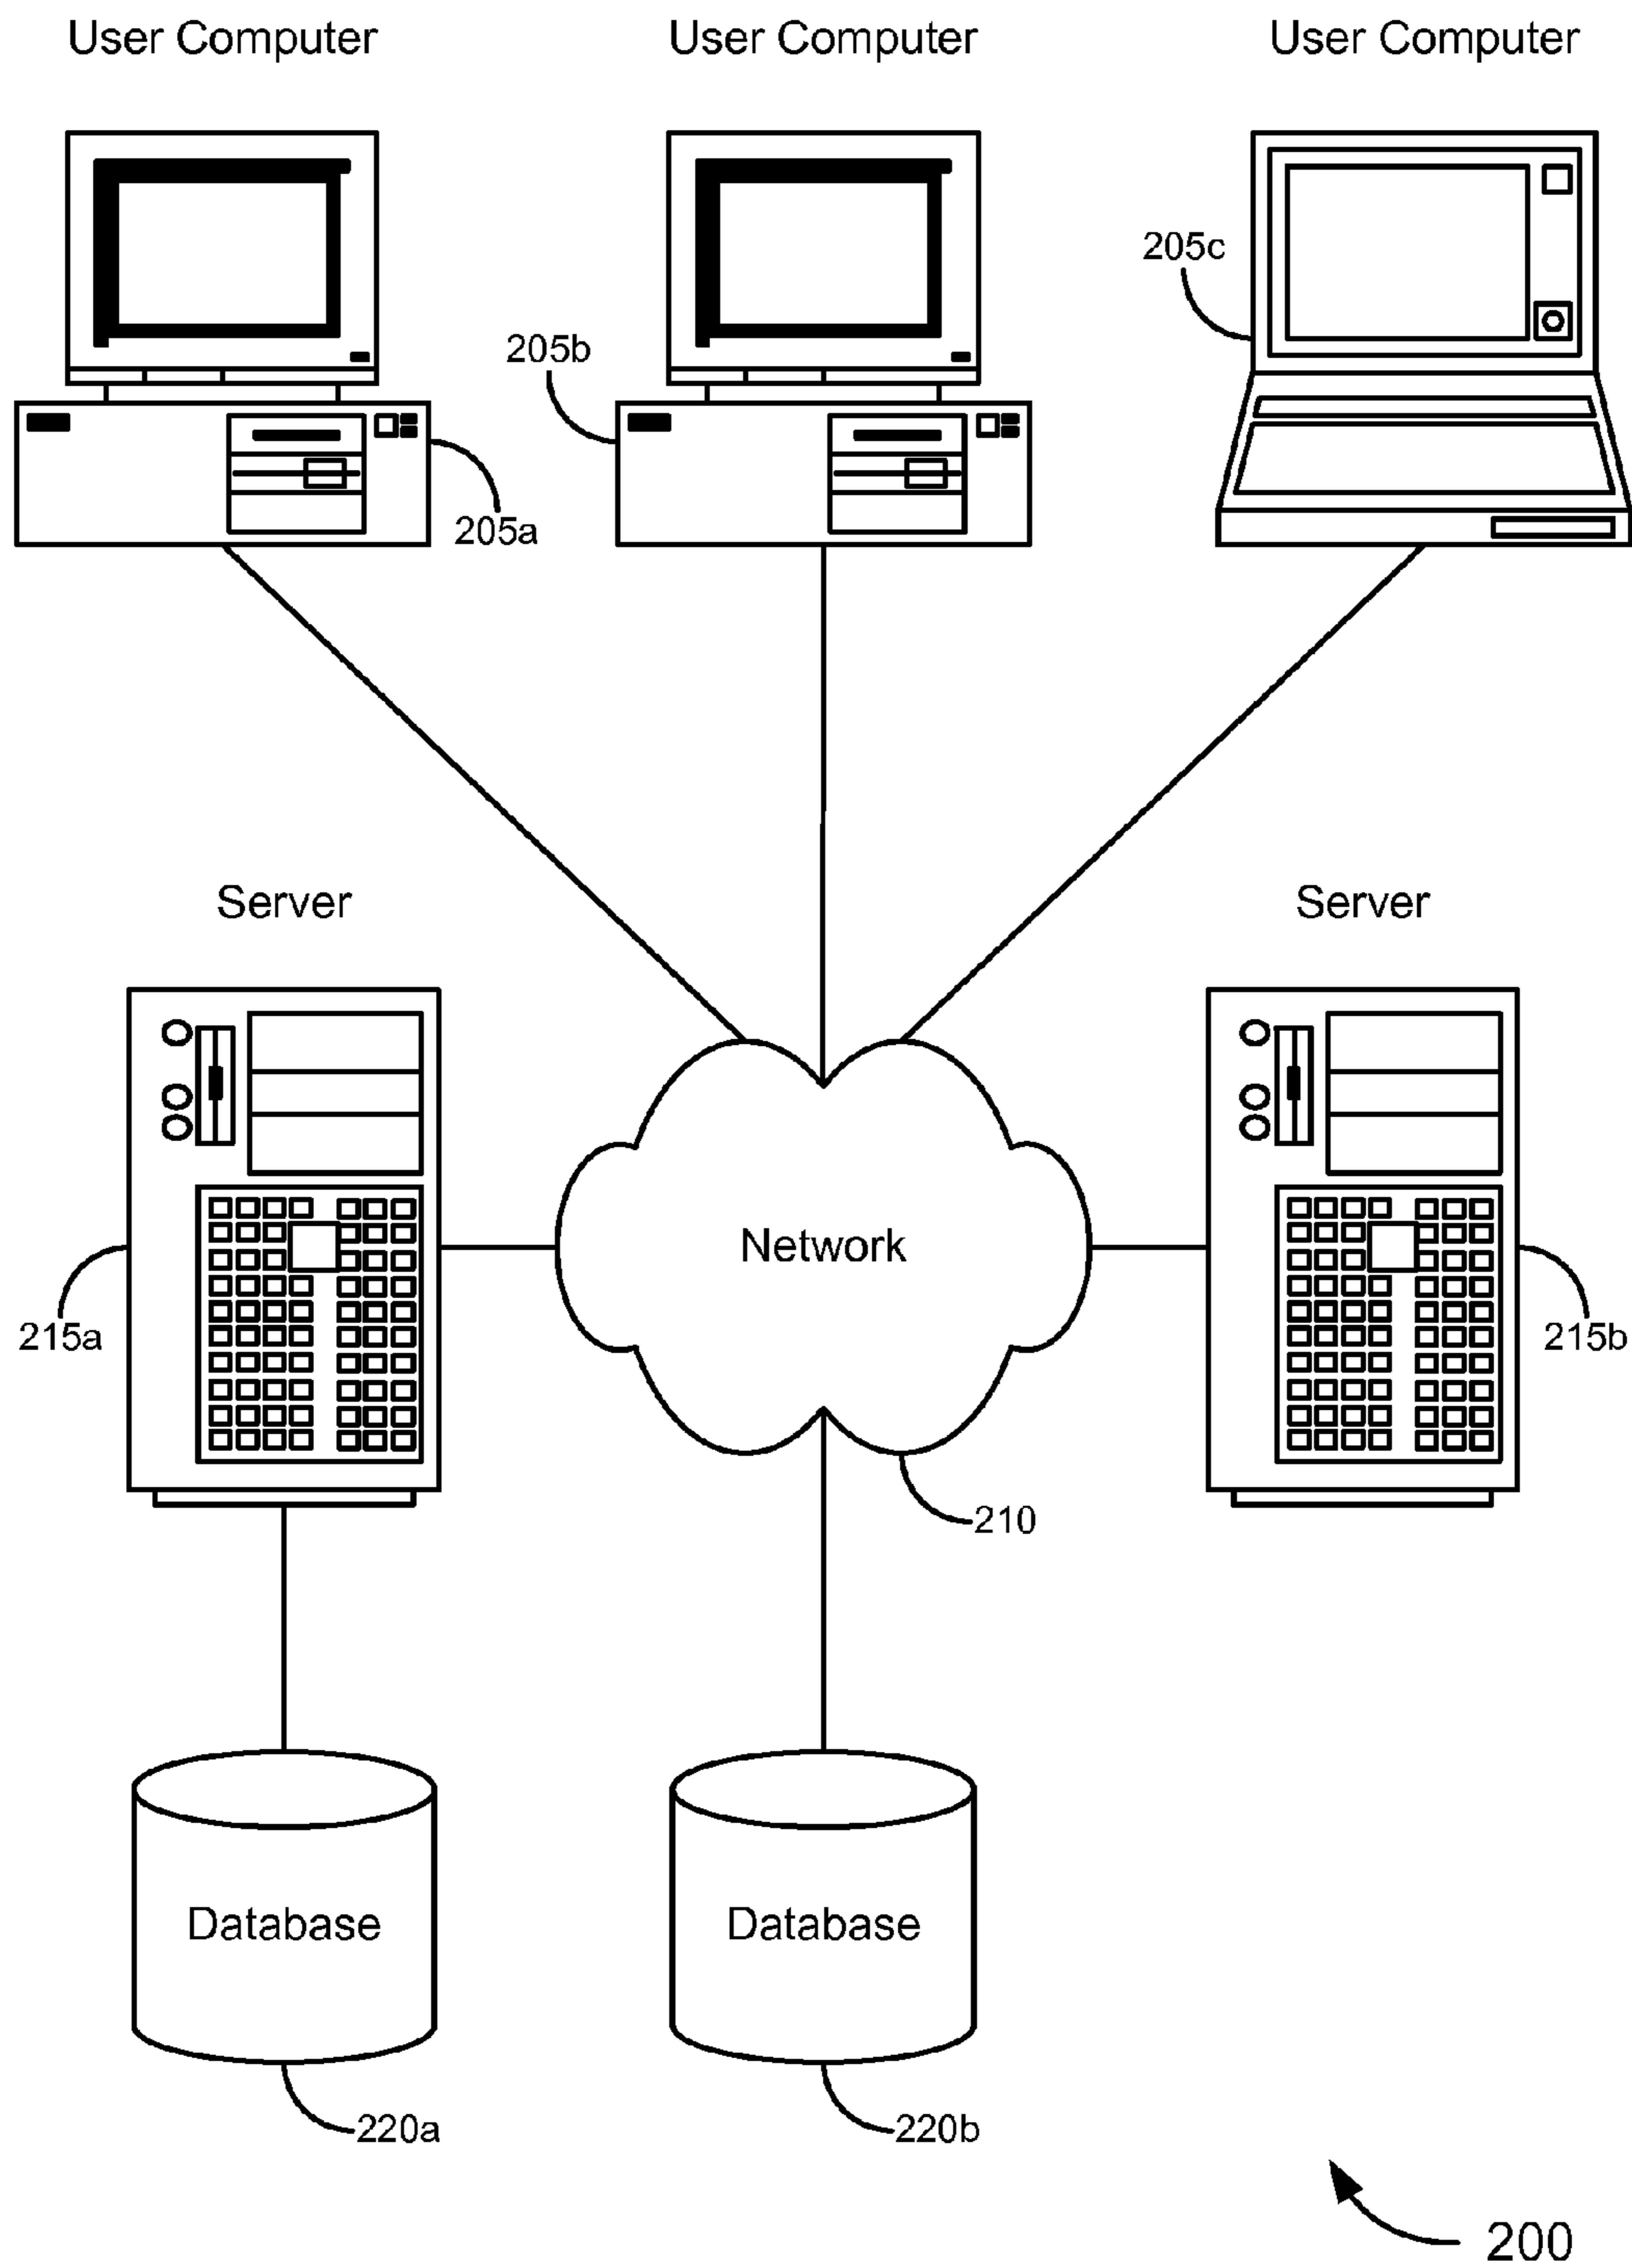 User Computer
User Computer
User Computer
205c
205b
205a
Server
Server
Network
215a
215b
210
Database
Database
220a
220b
200